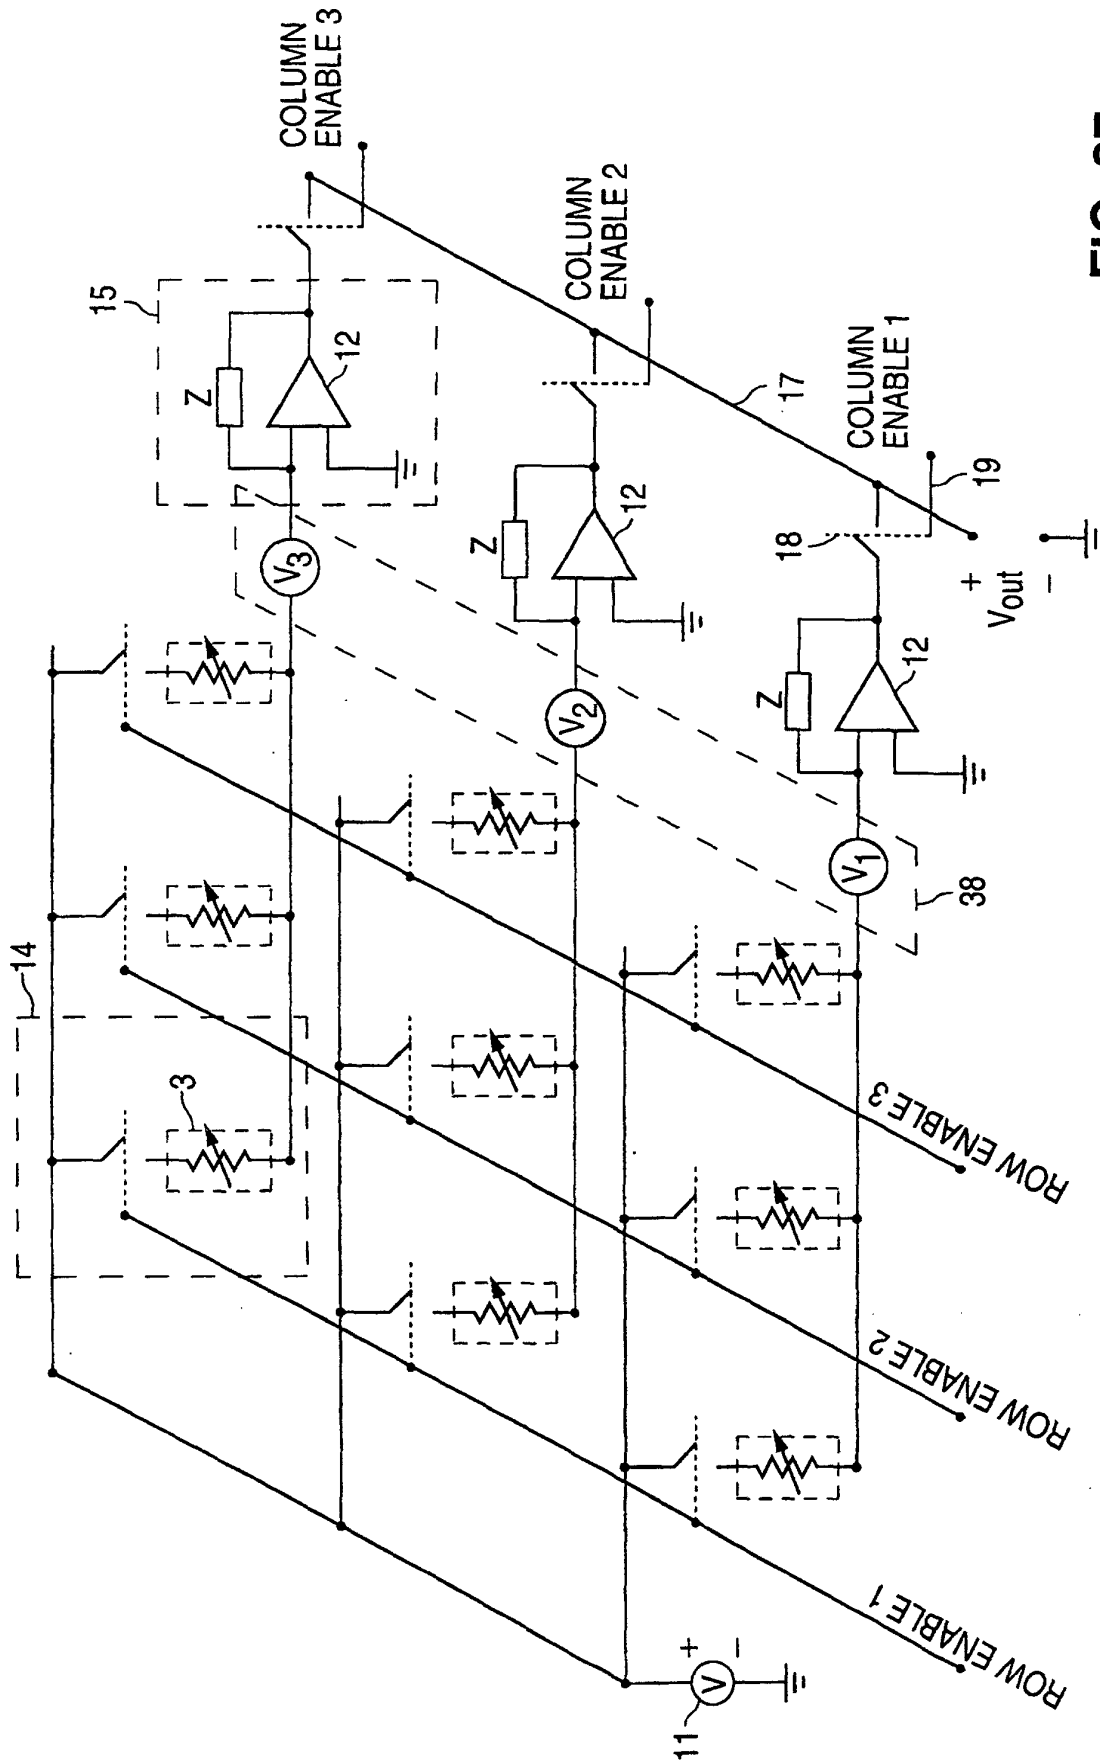 14
3
15
Z
12
V3
COLUMN
ENABLE 3
Z
12
V2
COLUMN
ENABLE 2
17
Z
12
V1
38
18
19
COLUMN
ENABLE 1
+
Vout
−
11
V
+
−
ROW ENABLE 1
ROW ENABLE 2
ROW ENABLE 3